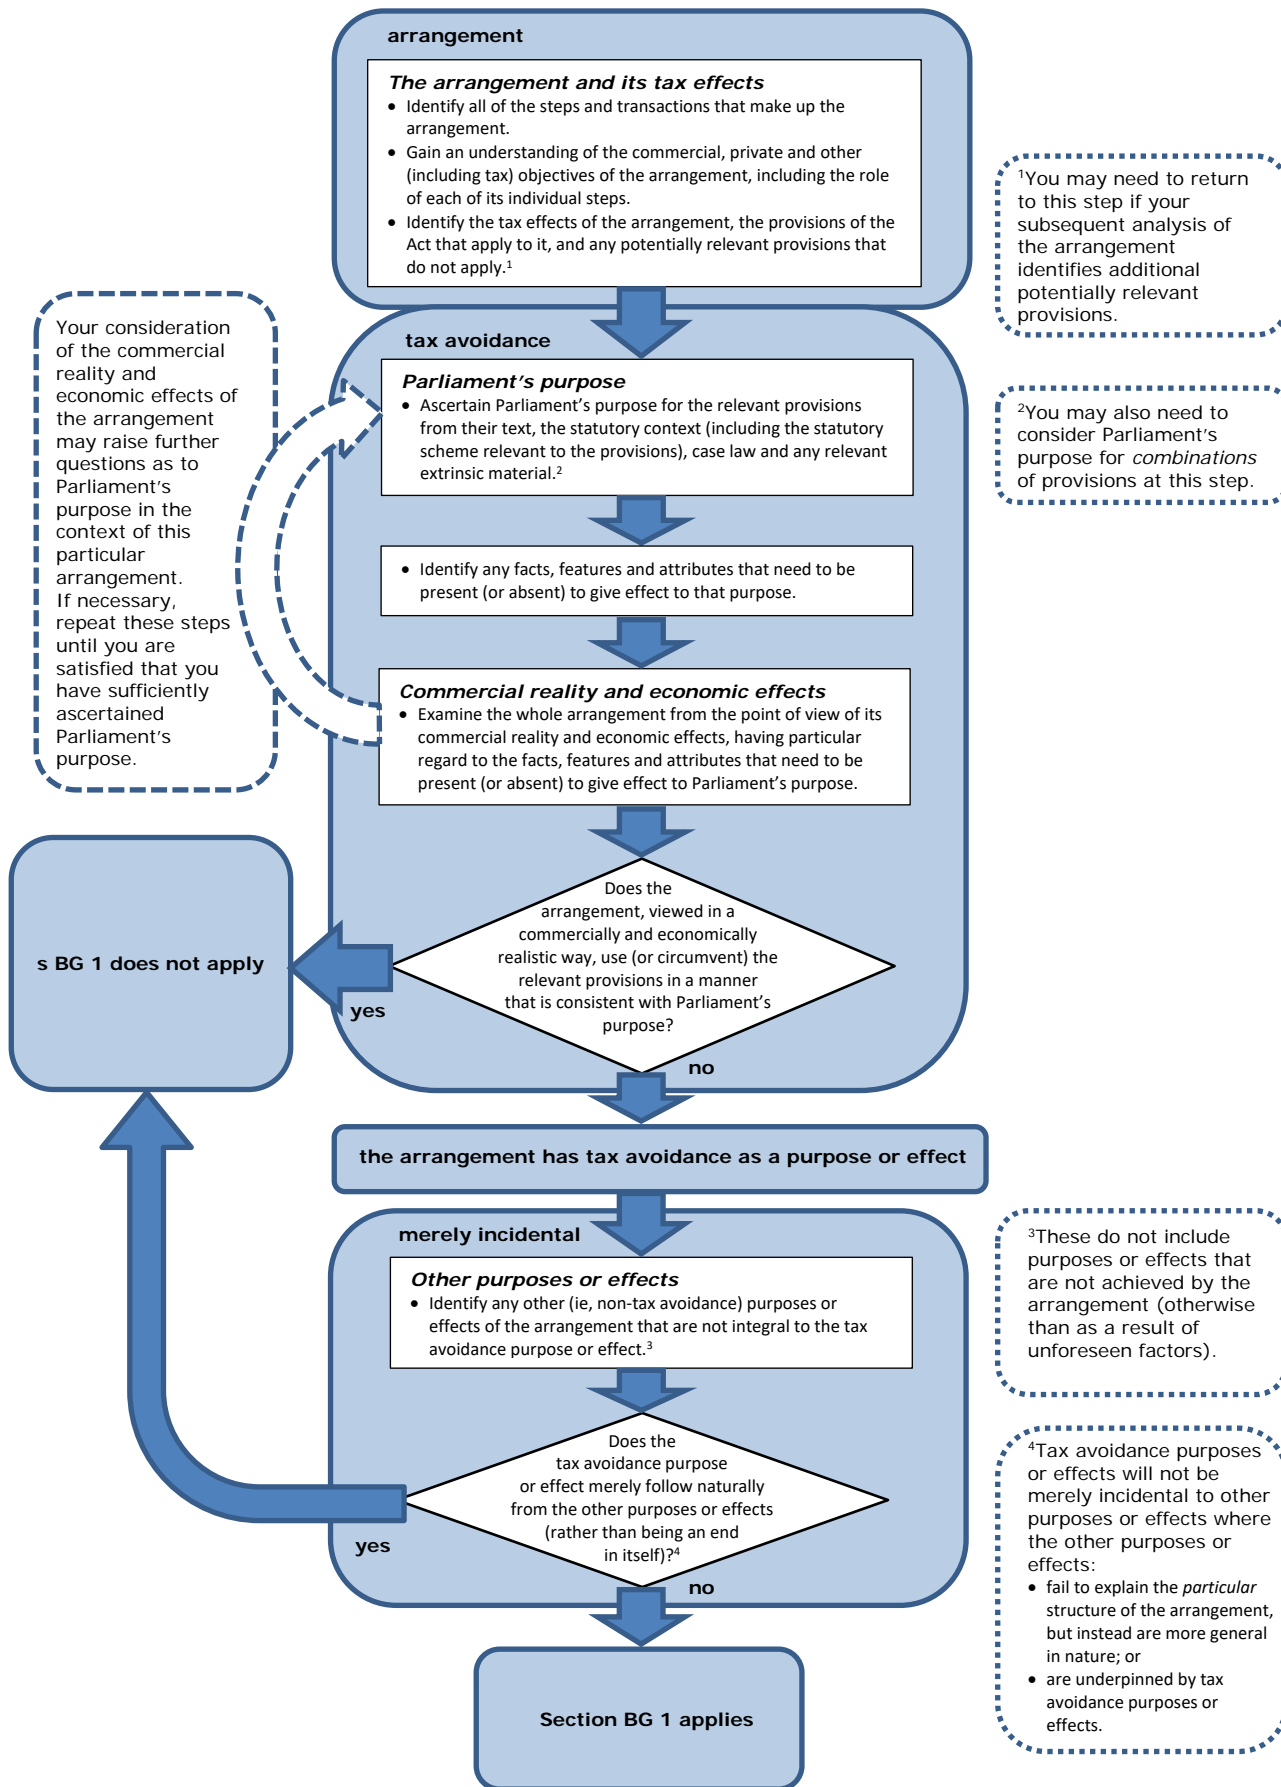 arrangement
The arrangement and its tax effects
• Identify all of the steps and transactions that make up the
arrangement.
• Gain an understanding of the commercial, private and other
(including tax) objectives of the arrangement, including the role
of each of its individual steps.
• Identify the tax effects of the arrangement, the provisions of the
Act that apply to it, and any potentially relevant provisions that
do not apply.¹
¹You may need to return
to this step if your
subsequent analysis of
the arrangement
identifies additional
potentially relevant
provisions.
Your consideration
of the commercial
reality and
economic effects of
the arrangement
may raise further
questions as to
Parliament's
purpose in the
context of this
particular
arrangement.
If necessary,
repeat these steps
until you are
satisfied that you
have sufficiently
ascertained
Parliament's
purpose.
tax avoidance
Parliament's purpose
• Ascertain Parliament's purpose for the relevant provisions
from their text, the statutory context (including the statutory
scheme relevant to the provisions), case law and any relevant
extrinsic material.²
²You may also need to
consider Parliament's
purpose for combinations
of provisions at this step.
• Identify any facts, features and attributes that need to be
present (or absent) to give effect to that purpose.
Commercial reality and economic effects
• Examine the whole arrangement from the point of view of its
commercial reality and economic effects, having particular
regard to the facts, features and attributes that need to be
present (or absent) to give effect to Parliament's purpose.
Does the
arrangement, viewed in a
commercially and economically
realistic way, use (or circumvent) the
relevant provisions in a manner
that is consistent with Parliament's
purpose?
s BG 1 does not apply
yes
no
the arrangement has tax avoidance as a purpose or effect
merely incidental
Other purposes or effects
• Identify any other (ie, non-tax avoidance) purposes or
effects of the arrangement that are not integral to the tax
avoidance purpose or effect.³
³These do not include
purposes or effects that
are not achieved by the
arrangement (otherwise
than as a result of
unforeseen factors).
Does the
tax avoidance purpose
or effect merely follow naturally
from the other purposes or effects
(rather than being an end
in itself)?⁴
yes
no
⁴Tax avoidance purposes
or effects will not be
merely incidental to other
purposes or effects where
the other purposes or
effects:
• fail to explain the particular
structure of the arrangement,
but instead are more general
in nature; or
• are underpinned by tax
avoidance purposes or
effects.
Section BG 1 applies